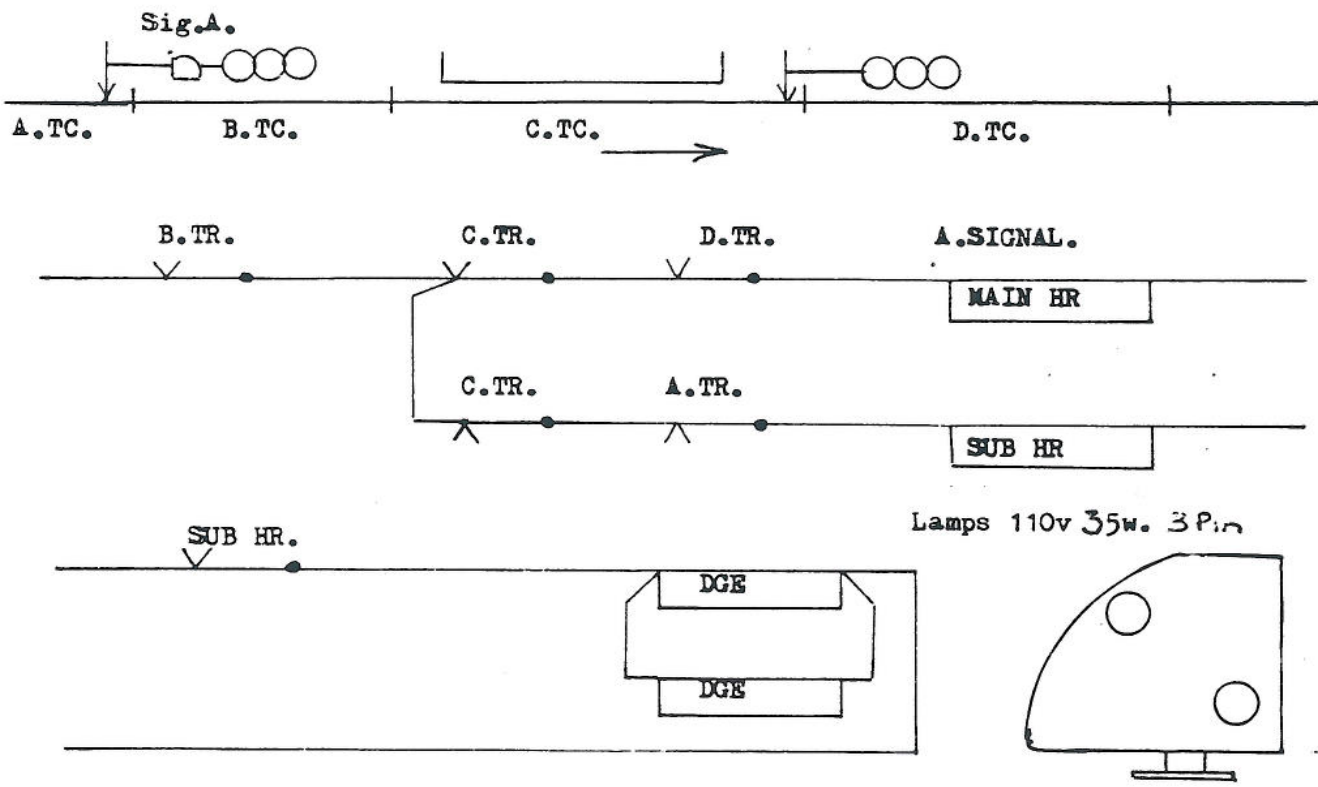 Sig.A.
A.TC. B.TC. C.TC. D.TC.
B.TR. C.TR. D.TR. A.SIGNAL.
MAIN HR
C.TR. A.TR.
SUB HR
Lamps 110v 35w. 3 Pin
SUB HR.
DGE
DGE